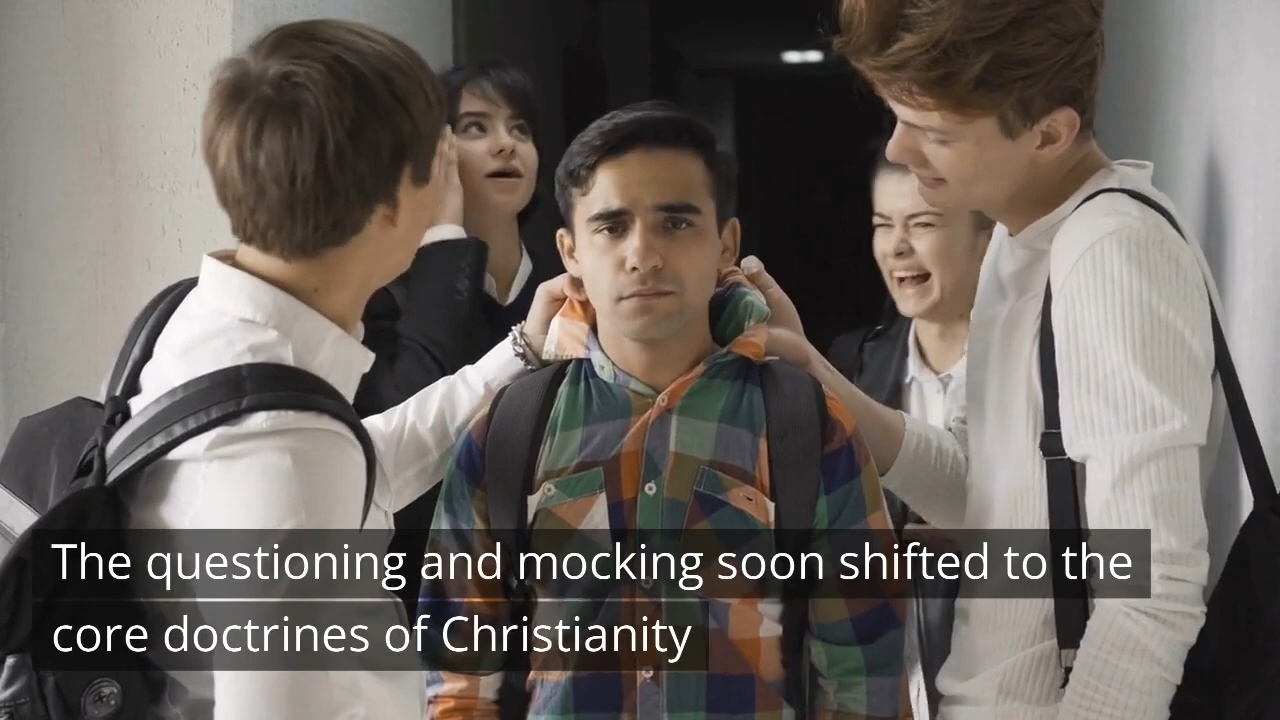 The questioning and mocking soon shifted to the
core doctrines of Christianity